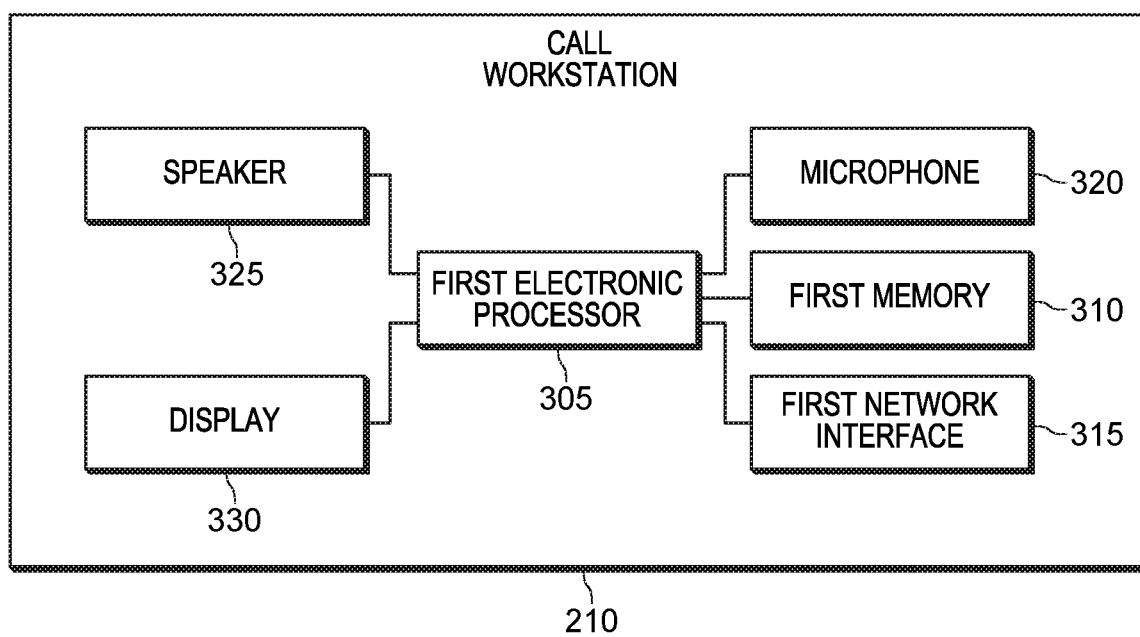 CALL
WORKSTATION
SPEAKER
325
MICROPHONE
320
FIRST ELECTRONIC
PROCESSOR
305
FIRST MEMORY
310
DISPLAY
330
FIRST NETWORK
INTERFACE
315
210